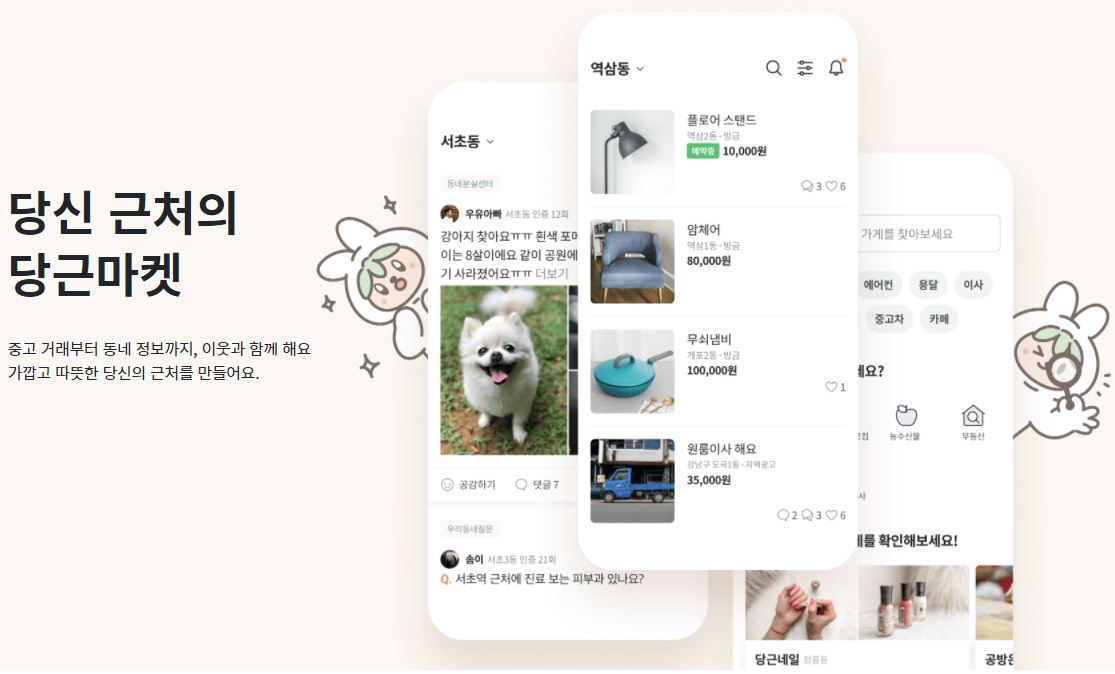 당신 근처의
당근마켓
중고 거래부터 동네 정보까지, 이웃과 함께 해요
가깝고 따뜻한 당신의 근처를 만들어요.
서초동
동네분실센터
우유아빠 서초동 인증 12회
강아지 찾아요ㅠㅠ 흰색 포메
이는 8살이에요 같이 공원에
기 사라졌어요ㅠㅠ 더보기
공감하기 댓글 7
우리동네질문
솜이 서초3동 인증 21회
Q. 서초역 근처에 진료 보는 피부과 있나요?
역삼동
플로어 스탠드
역삼2동 · 방금
예약중 10,000원
3 6
암체어
역삼1동 · 방금
80,000원
무쇠냄비
개포2동 · 방금
100,000원
1
원룸이사 해요
강남구 도곡1동 · 지역광고
35,000원
2 3 6
가게를 찾아보세요
에어컨 용달 이사
중고차 카페
요?
농수산물 부동산
사
를 확인해보세요!
당근네일 청룡동
공방은